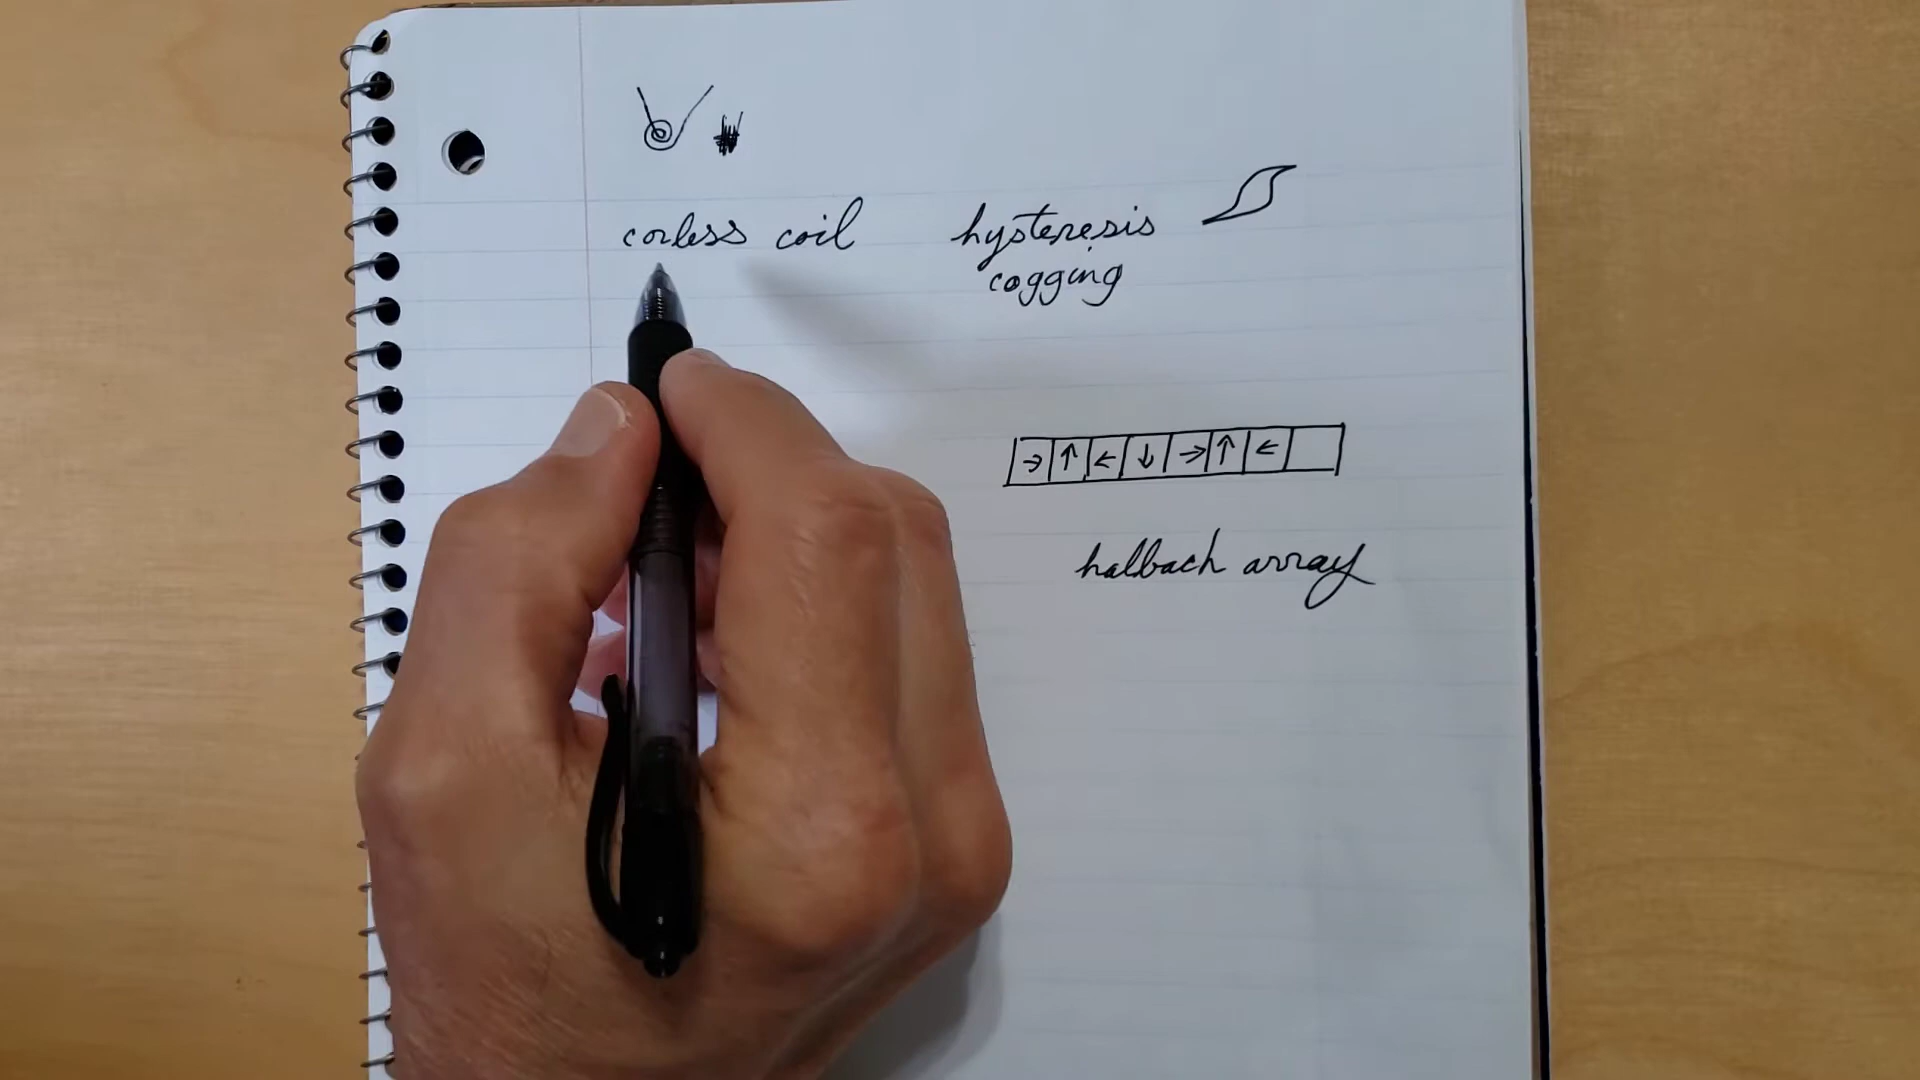 corless coil hysteresis
cogging
→ ↑ ← ↓ → ↑ ←
halbach array